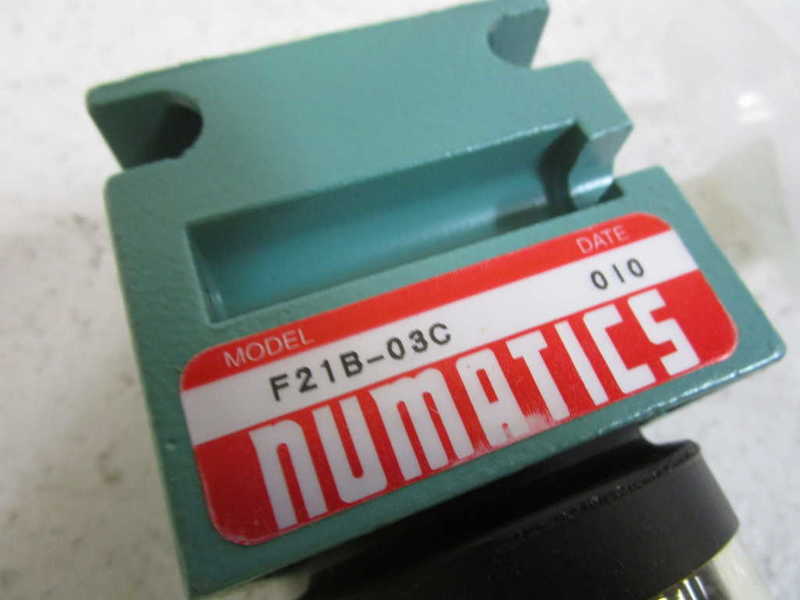 MODEL DATE
F21B-03C 010
NUMATICS